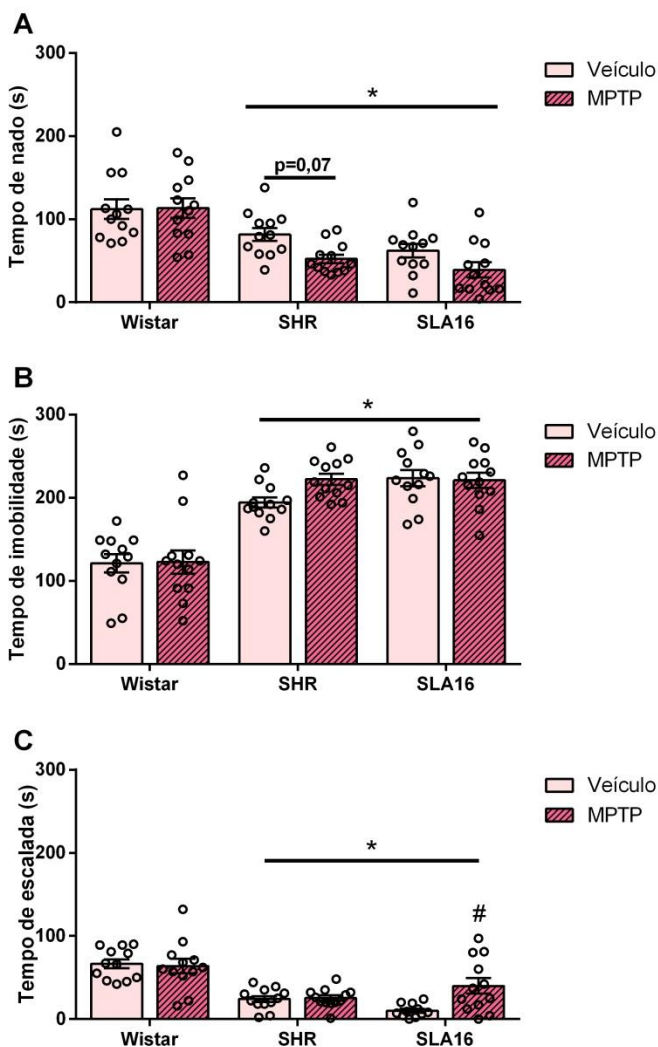 A
Tempo de nado (s)
300
200
100
0
*
p=0,07
Veículo
MPTP
Wistar
SHR
SLA16
B
Tempo de imobilidade (s)
300
200
100
0
*
Veículo
MPTP
Wistar
SHR
SLA16
C
Tempo de escalada (s)
300
200
100
0
*
#
Veículo
MPTP
Wistar
SHR
SLA16